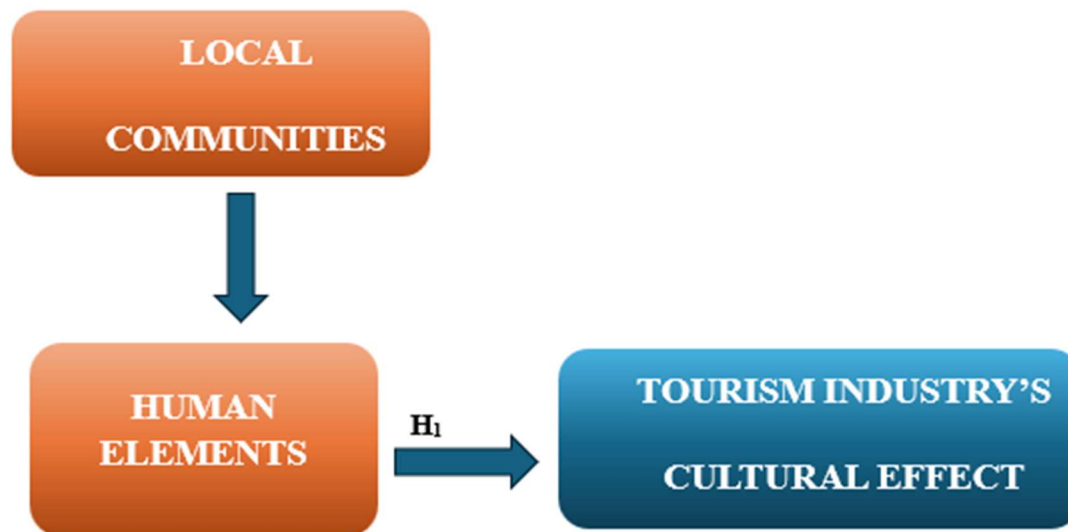 LOCAL
COMMUNITIES
HUMAN
ELEMENTS
H₁
TOURISM INDUSTRY’S
CULTURAL EFFECT